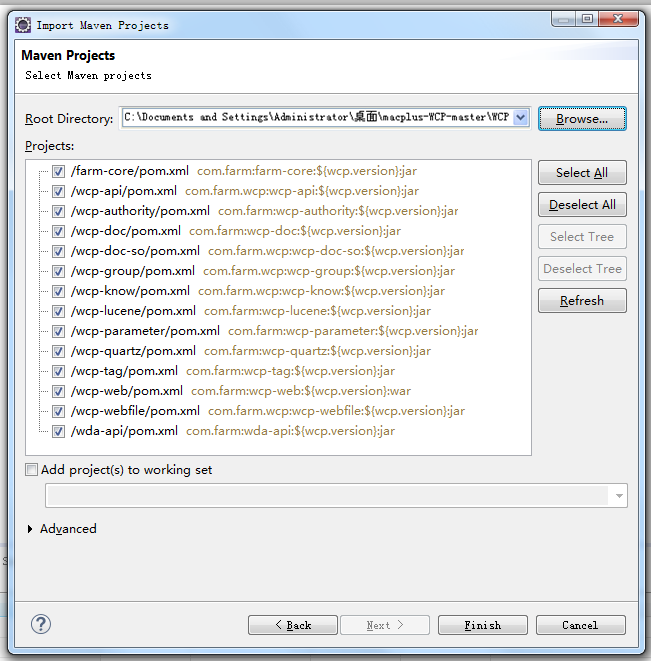 Import Maven Projects
Maven Projects
Select Maven projects
Root Directory: C:\Documents and Settings\Administrator\桌面\macplus-WCP-master\WCP Browse...
Projects:
/farm-core/pom.xml com.farm:farm-core:${wcp.version}:jar
/wcp-api/pom.xml com.farm.wcp:wcp-api:${wcp.version}:jar
/wcp-authority/pom.xml com.farm:wcp-authority:${wcp.version}:jar
/wcp-doc/pom.xml com.farm:wcp-doc:${wcp.version}:jar
/wcp-doc-so/pom.xml com.farm.wcp:wcp-doc-so:${wcp.version}:jar
/wcp-group/pom.xml com.farm.wcp:wcp-group:${wcp.version}:jar
/wcp-know/pom.xml com.farm.wcp:wcp-know:${wcp.version}:jar
/wcp-lucene/pom.xml com.farm:wcp-lucene:${wcp.version}:jar
/wcp-parameter/pom.xml com.farm:wcp-parameter:${wcp.version}:jar
/wcp-quartz/pom.xml com.farm:wcp-quartz:${wcp.version}:jar
/wcp-tag/pom.xml com.farm:wcp-tag:${wcp.version}:jar
/wcp-web/pom.xml com.farm:wcp-web:${wcp.version}:war
/wcp-webfile/pom.xml com.farm.wcp:wcp-webfile:${wcp.version}:jar
/wda-api/pom.xml com.farm:wda-api:${wcp.version}:jar
Select All
Deselect All
Select Tree
Deselect Tree
Refresh
Add project(s) to working set
Advanced
? < Back Next > Finish Cancel